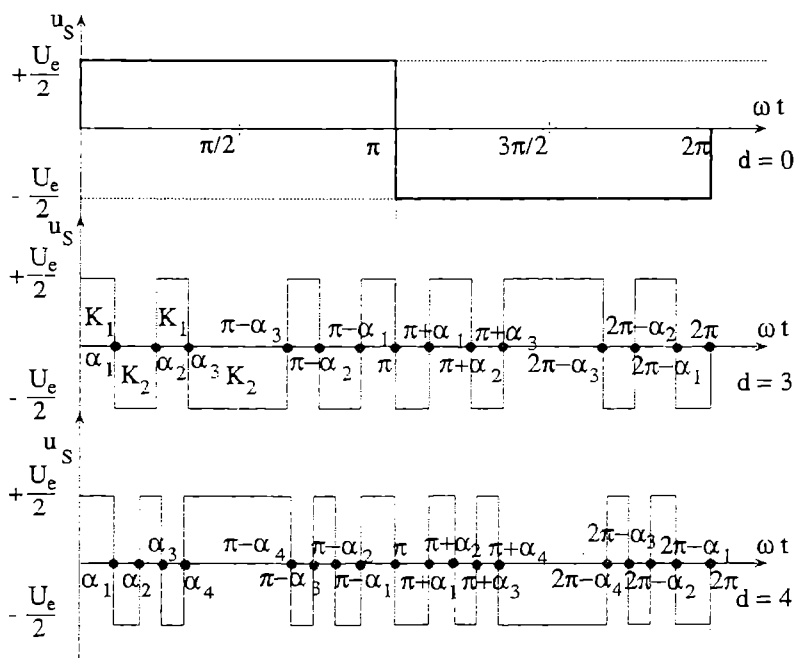 u_S
+ U_e/2
ω t
π/2 π 3π/2 2π
d = 0
- U_e/2
u_S
+ U_e/2
K_1 K_1 π−α_3 π−α_1 π+α_1 π+α_3 2π−α_2 2π ω t
α_1 K_2 α_2 α_3 K_2 π−α_2 π π+α_2 2π−α_3 2π−α_1 d = 3
- U_e/2
u_S
+ U_e/2
α_3 π−α_4 π−α_2 π π+α_2 π+α_4 2π−α_3 2π−α_1 ω t
α_1 α_2 α_4 π−α_3 π−α_1 π+α_1 π+α_3 2π−α_4 2π−α_2 2π d = 4
- U_e/2